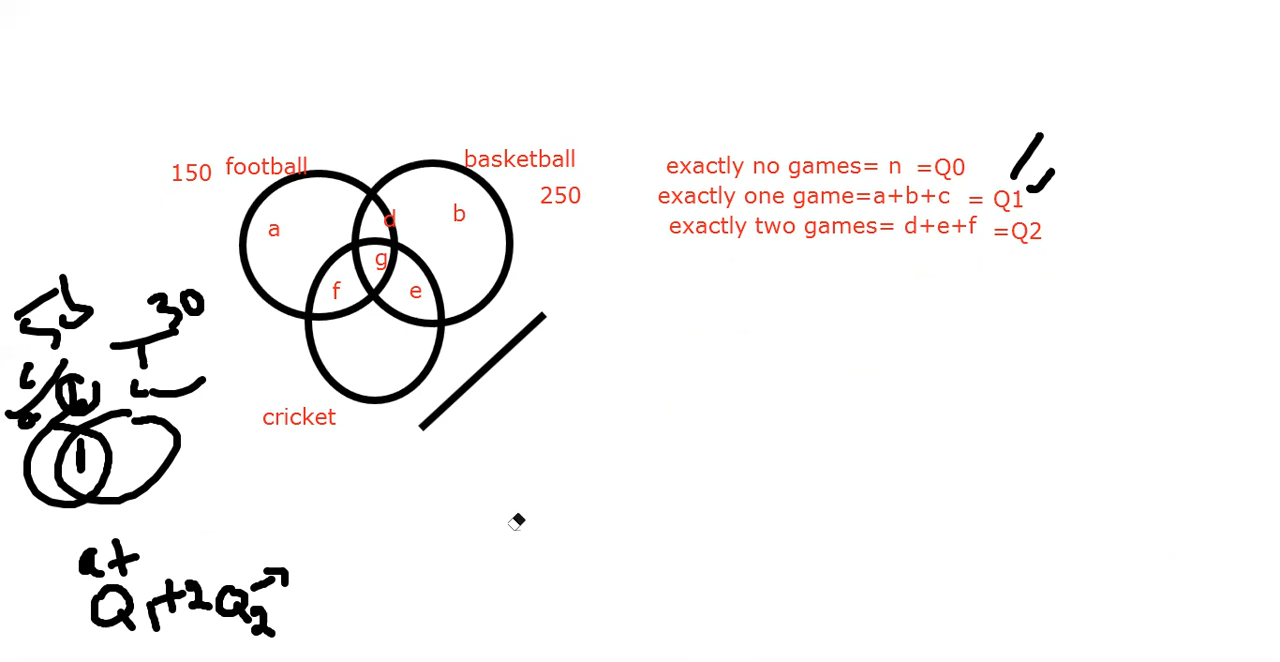 150 football
basketball
250
a
d
b
g
f
e
cricket
exactly no games= n =Q0
exactly one game=a+b+c = Q1
exactly two games= d+e+f =Q2
30
a+
Q1+2Q2